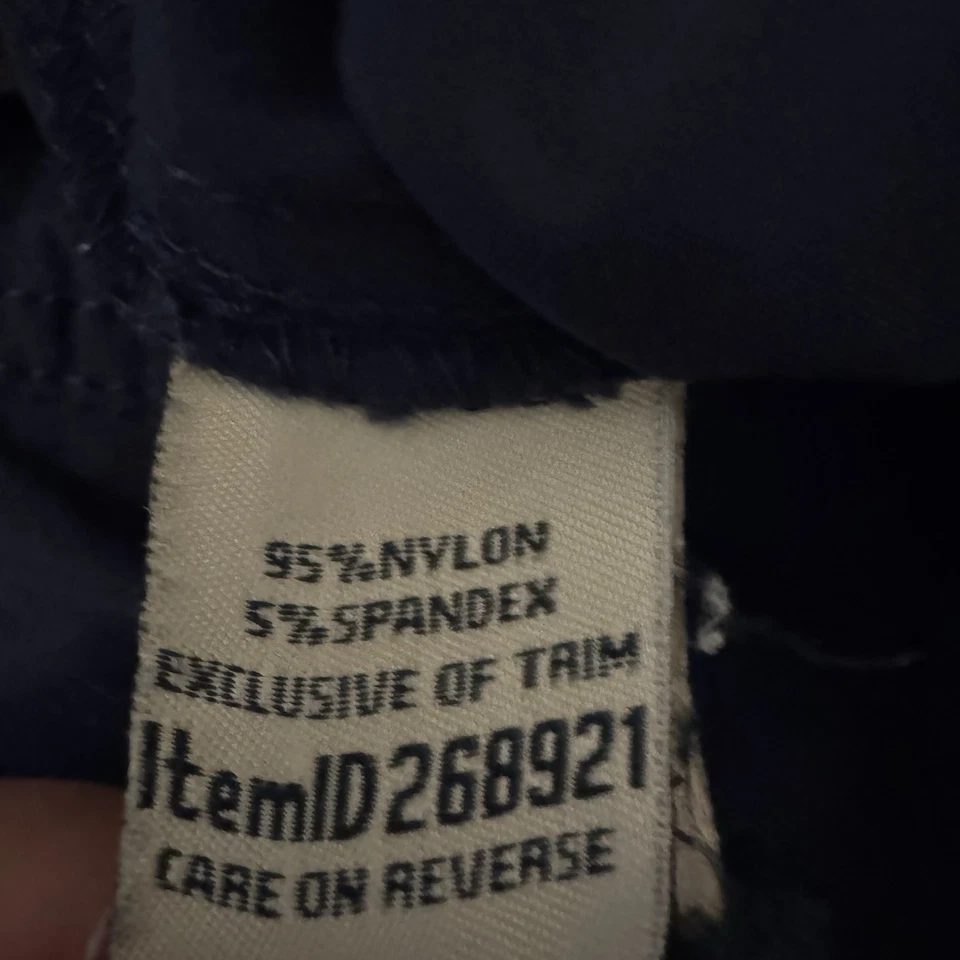 95%NYLON
5%SPANDEX
EXCLUSIVE OF TRIM
ItemID268921
CARE ON REVERSE